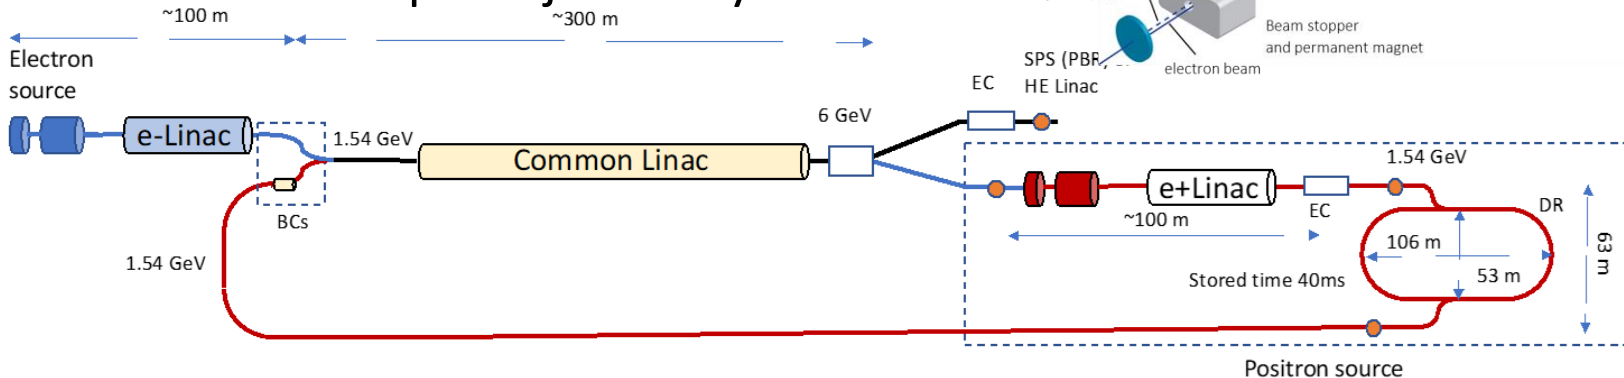 ~100 m
~300 m
Beam stopper
and permanent magnet
electron beam
Electron
source
SPS (PBR,
HE Linac
EC
6 GeV
e-Linac
1.54 GeV
Common Linac
BCs
1.54 GeV
1.54 GeV
e+Linac
EC
~100 m
DR
106 m
53 m
63 m
Stored time 40ms
Positron source